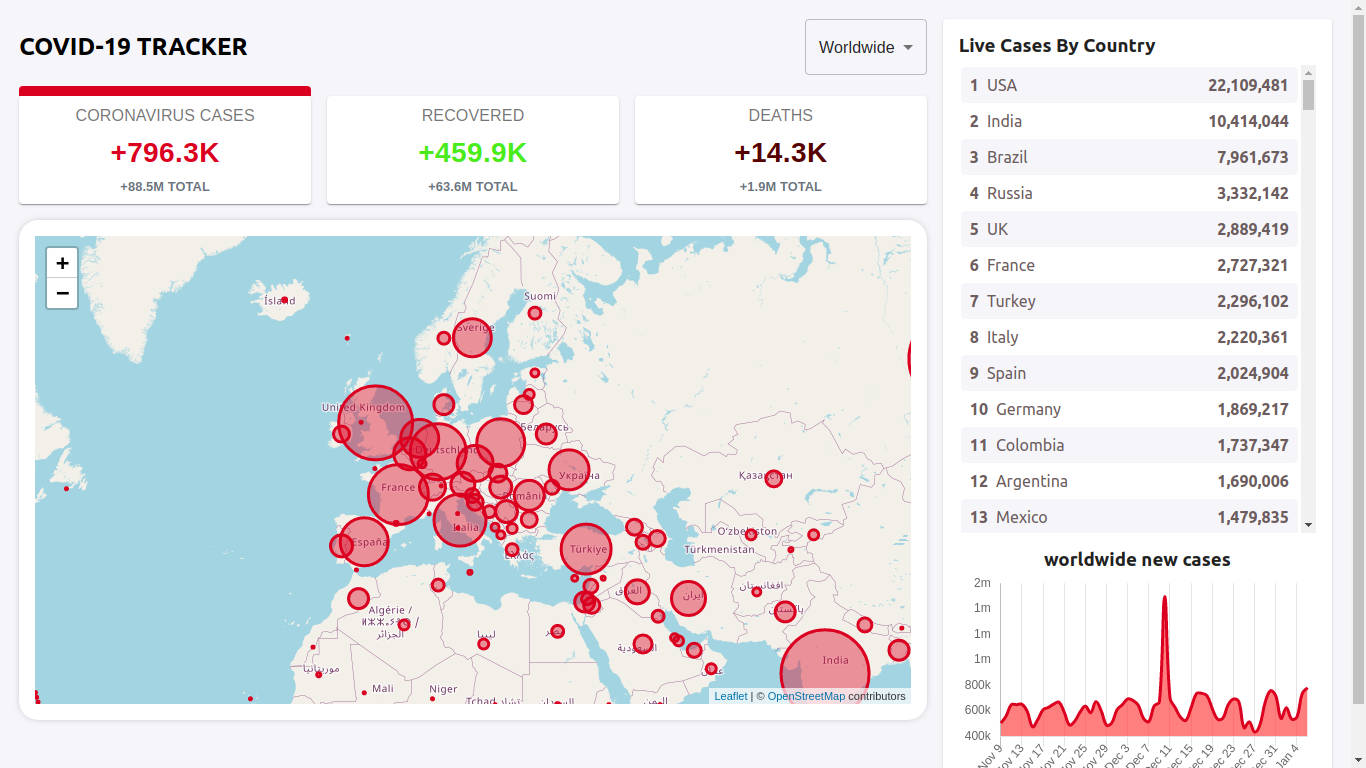 COVID-19 TRACKER
Worldwide
CORONAVIRUS CASES
+796.3K
+88.5M TOTAL
RECOVERED
+459.9K
+63.6M TOTAL
DEATHS
+14.3K
+1.9M TOTAL
+
−
Ísland
Suomi
Sverige
United Kingdom
Беларусь
Deutschland
France
Україна
Қазақстан
România
Italia
España
O'zbekiston
Türkiye
Türkmenistan
Ελλάς
افغانستان
العراق
ایران
پاکستان
Algérie /
ⵍⵣⵣⴰⵢⴻⵔ /
الجزائر
ليبيا
مصر
السعودية
موريتانيا
India
Mali
Niger
Leaflet | © OpenStreetMap contributors
Live Cases By Country
1 USA 22,109,481
2 India 10,414,044
3 Brazil 7,961,673
4 Russia 3,332,142
5 UK 2,889,419
6 France 2,727,321
7 Turkey 2,296,102
8 Italy 2,220,361
9 Spain 2,024,904
10 Germany 1,869,217
11 Colombia 1,737,347
12 Argentina 1,690,006
13 Mexico 1,479,835
worldwide new cases
2m
1m
1m
1m
800k
600k
400k
Nov 9
Nov 13
Nov 17
Nov 21
Nov 25
Nov 29
Dec 3
Dec 7
Dec 11
Dec 15
Dec 19
Dec 23
Dec 27
Dec 31
Jan 4